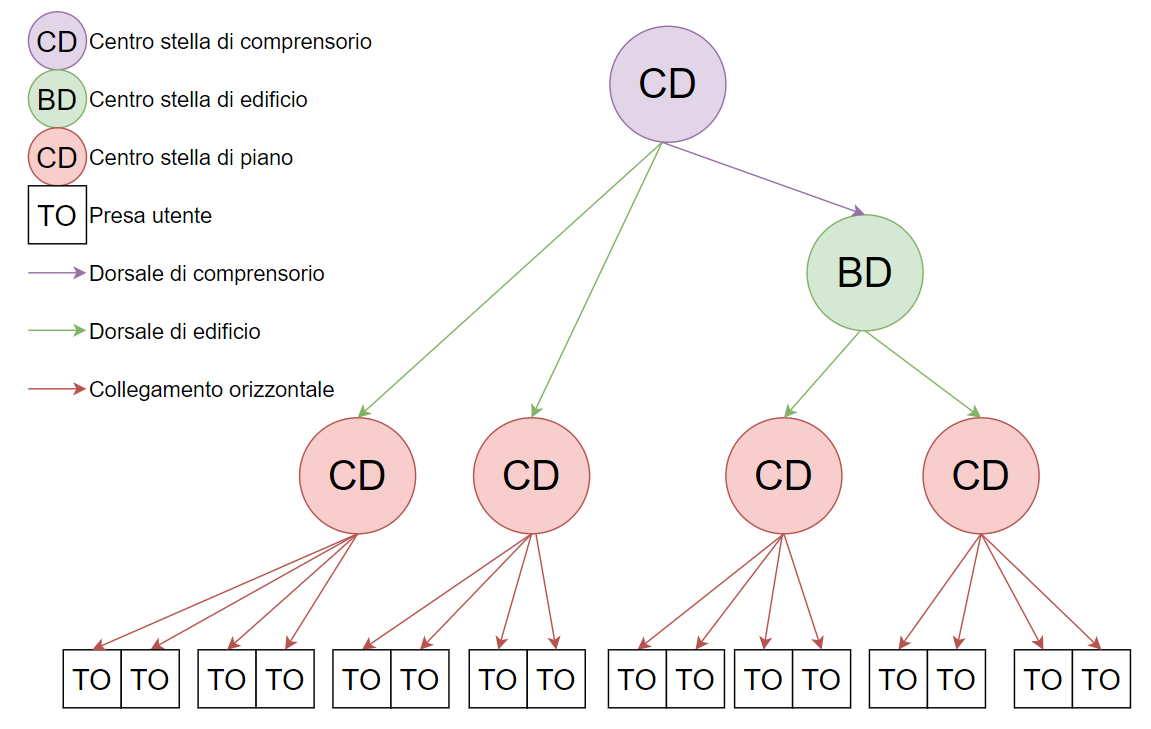 CD Centro stella di comprensorio
BD Centro stella di edificio
CD Centro stella di piano
TO Presa utente
Dorsale di comprensorio
Dorsale di edificio
Collegamento orizzontale
CD
BD
CD CD CD CD
TO TO TO TO TO TO TO TO TO TO TO TO TO TO TO TO